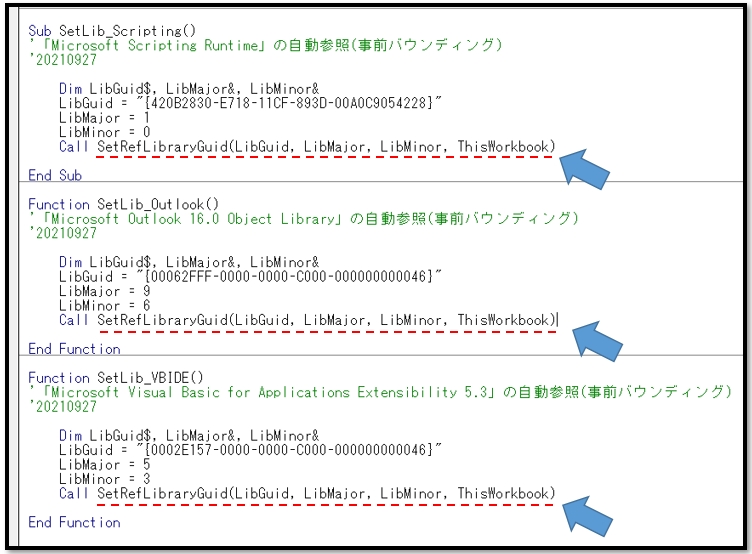 Sub SetLib_Scripting()
'「Microsoft Scripting Runtime」の自動参照(事前バウンディング)
'20210927
Dim LibGuid$, LibMajor&, LibMinor&
LibGuid = "{420B2830-E718-11CF-893D-00A0C9054228}"
LibMajor = 1
LibMinor = 0
Call SetRefLibraryGuid(LibGuid, LibMajor, LibMinor, ThisWorkbook)
End Sub
Function SetLib_Outlook()
'「Microsoft Outlook 16.0 Object Library」の自動参照(事前バウンディング)
'20210927
Dim LibGuid$, LibMajor&, LibMinor&
LibGuid = "{00062FFF-0000-0000-C000-000000000046}"
LibMajor = 9
LibMinor = 6
Call SetRefLibraryGuid(LibGuid, LibMajor, LibMinor, ThisWorkbook)
End Function
Function SetLib_VBIDE()
'「Microsoft Visual Basic for Applications Extensibility 5.3」の自動参照(事前バウンディング)
'20210927
Dim LibGuid$, LibMajor&, LibMinor&
LibGuid = "{0002E157-0000-0000-C000-000000000046}"
LibMajor = 5
LibMinor = 3
Call SetRefLibraryGuid(LibGuid, LibMajor, LibMinor, ThisWorkbook)
End Function